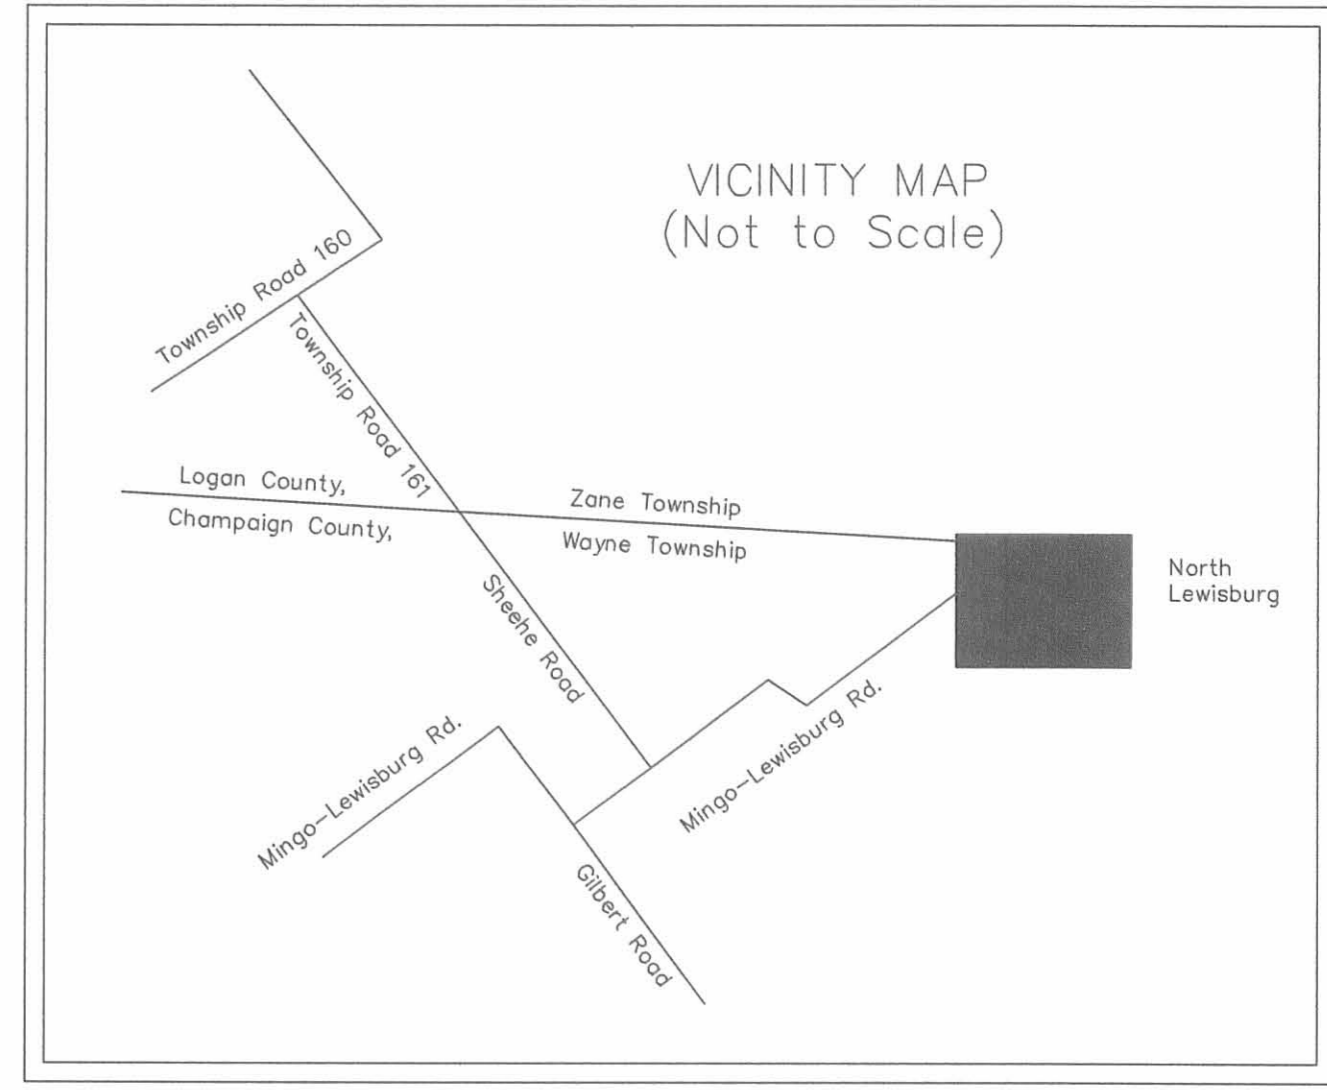 VICINITY MAP
(Not to Scale)
Township Road 160
Township Road 161
Logan County,
Champaign County,
Zane Township
Wayne Township
North
Lewisburg
Sheehe Road
Mingo-Lewisburg Rd.
Mingo-Lewisburg Rd.
Gilbert Road